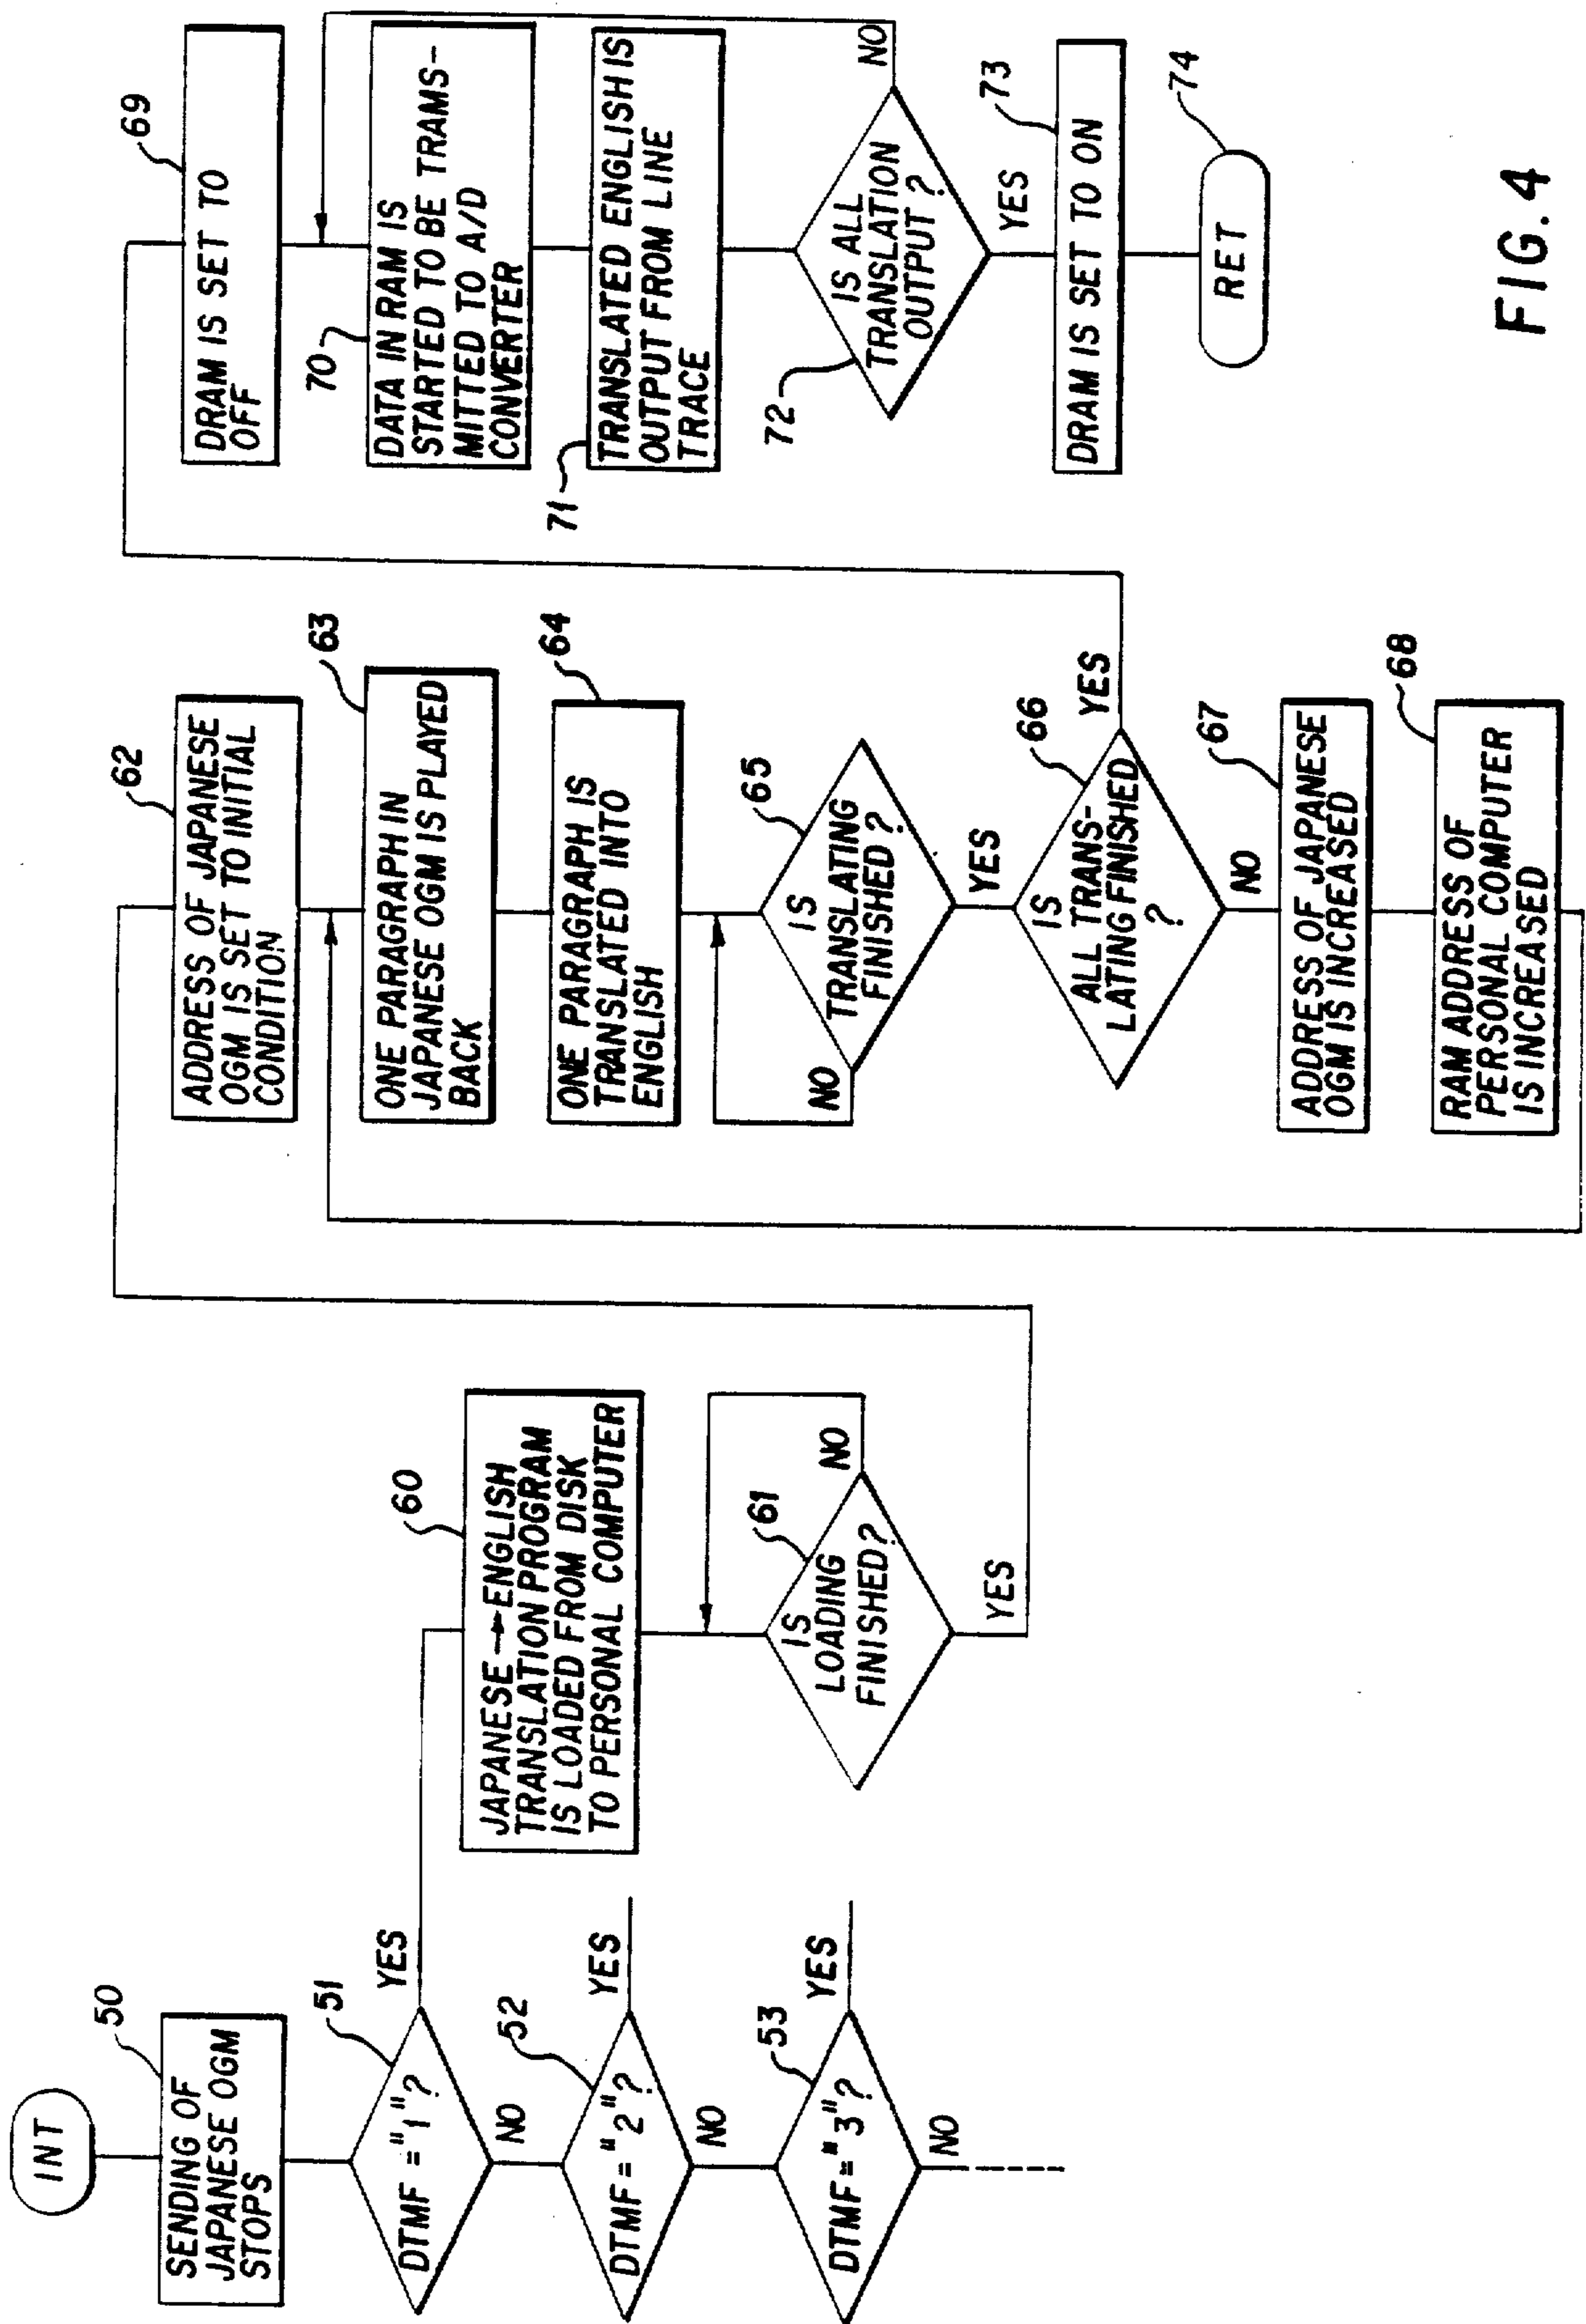 INT
50
SENDING OF
JAPANESE OGM
STOPS
51
DTMF = "1"?
YES
NO
52
DTMF = "2"?
YES
NO
53
DTMF = "3"?
YES
NO
60
JAPANESE→ENGLISH
TRANSLATION PROGRAM
IS LOADED FROM DISK
TO PERSONAL COMPUTER
61
IS
LOADING
FINISHED?
NO
YES
62
ADDRESS OF JAPANESE
OGM IS SET TO INITIAL
CONDITION
63
ONE PARAGRAPH IN
JAPANESE OGM IS PLAYED
BACK
64
ONE PARAGRAPH IS
TRANSLATED INTO
ENGLISH
65
IS
TRANSLATING
FINISHED?
NO
YES
66
IS
ALL TRANS-
LATING FINISHED
?
YES
NO
67
ADDRESS OF JAPANESE
OGM IS INCREASED
68
RAM ADDRESS OF
PERSONAL COMPUTER
IS INCREASED
69
DRAM IS SET TO
OFF
70
DATA IN RAM IS
STARTED TO BE TRAMS-
MITTED TO A/D
CONVERTER
71
TRANSLATED ENGLISH IS
OUTPUT FROM LINE
TRACE
72
IS ALL
TRANSLATION
OUTPUT?
NO
YES
73
DRAM IS SET TO ON
74
RET
FIG.4